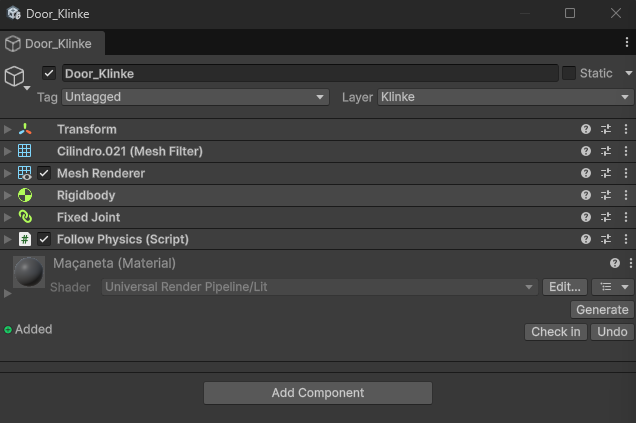 Door_Klinke
Door_Klinke
Door_Klinke Static
Tag Untagged Layer Klinke
Transform
Cilindro.021 (Mesh Filter)
Mesh Renderer
Rigidbody
Fixed Joint
# Follow Physics (Script)
Maçaneta (Material)
Shader Universal Render Pipeline/Lit Edit...
Generate
Added Check in Undo
Add Component